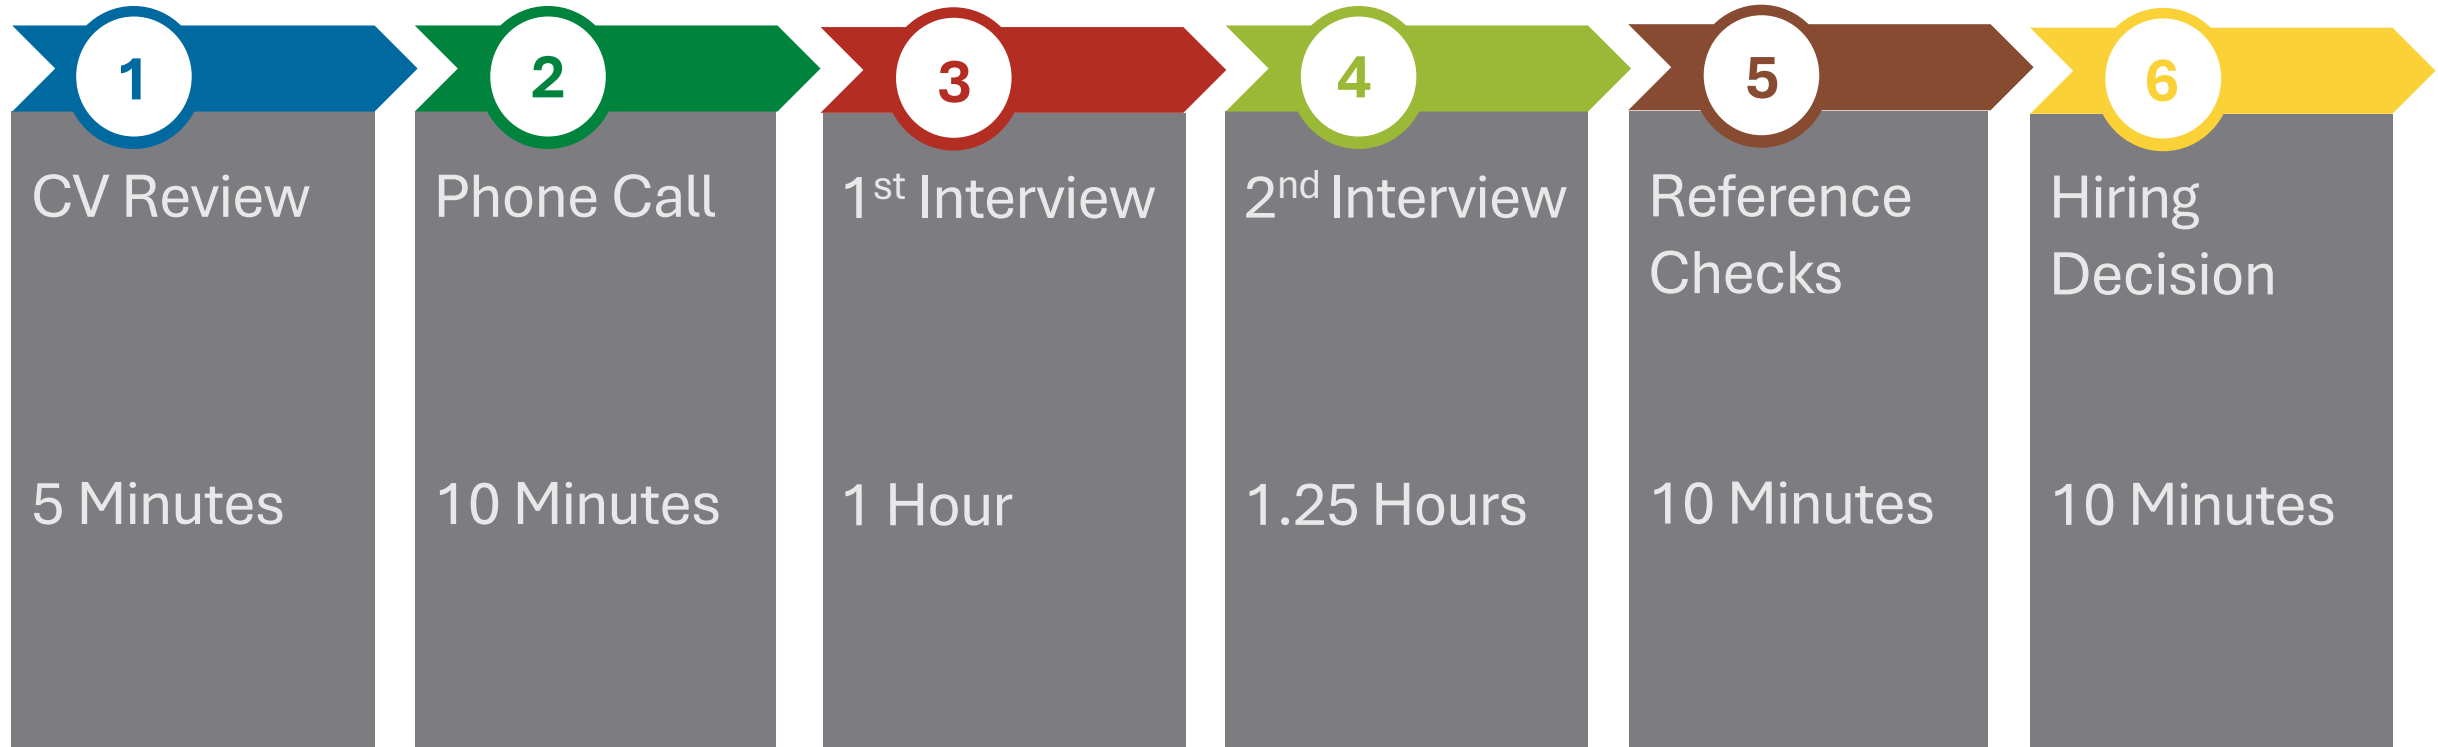 1
CV Review
5 Minutes
2
Phone Call
10 Minutes
3
1st Interview
1 Hour
4
2nd Interview
1.25 Hours
5
Reference
Checks
10 Minutes
6
Hiring
Decision
10 Minutes